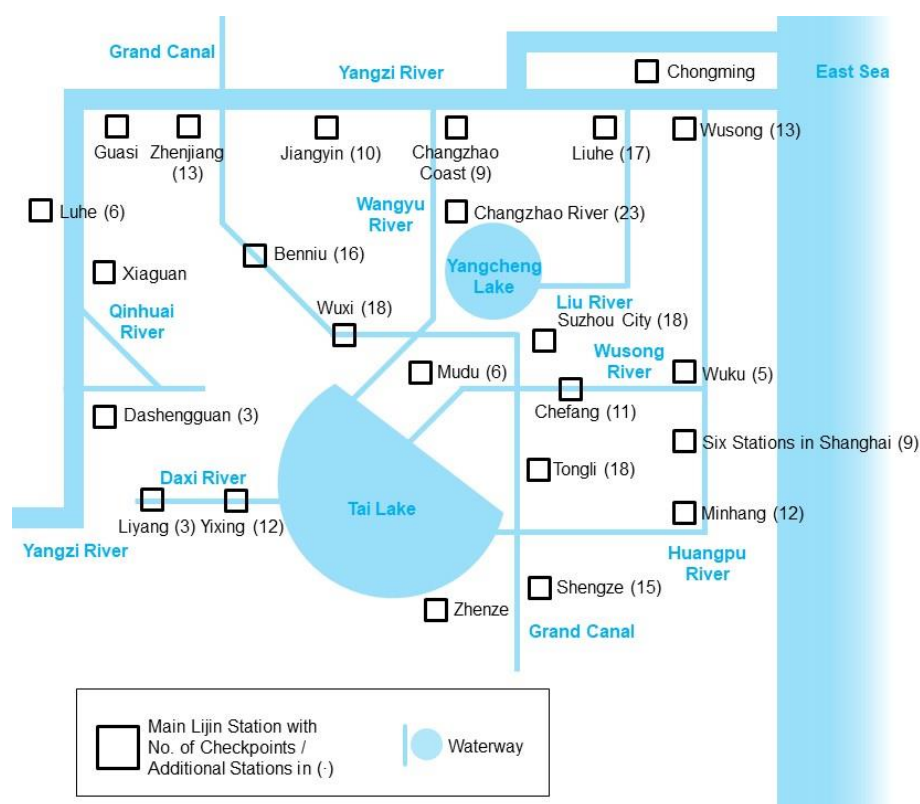 Grand Canal
Yangzi River
Chongming
East Sea
Guasi
Zhenjiang
(13)
Jiangyin (10)
Changzhao
Coast (9)
Liuhe (17)
Wusong (13)
Luhe (6)
Wangyu
River
Changzhao River (23)
Benniu (16)
Xiaguan
Yangcheng
Lake
Qinhuai
River
Wuxi (18)
Liu River
Suzhou City (18)
Wusong
River
Mudu (6)
Wuku (5)
Chefang (11)
Dashengguan (3)
Six Stations in Shanghai (9)
Daxi River
Tongli (18)
Tai Lake
Liyang (3)
Yixing (12)
Minhang (12)
Yangzi River
Huangpu
River
Shengze (15)
Zhenze
Grand Canal
Main Lijin Station with
No. of Checkpoints /
Additional Stations in (·)
Waterway